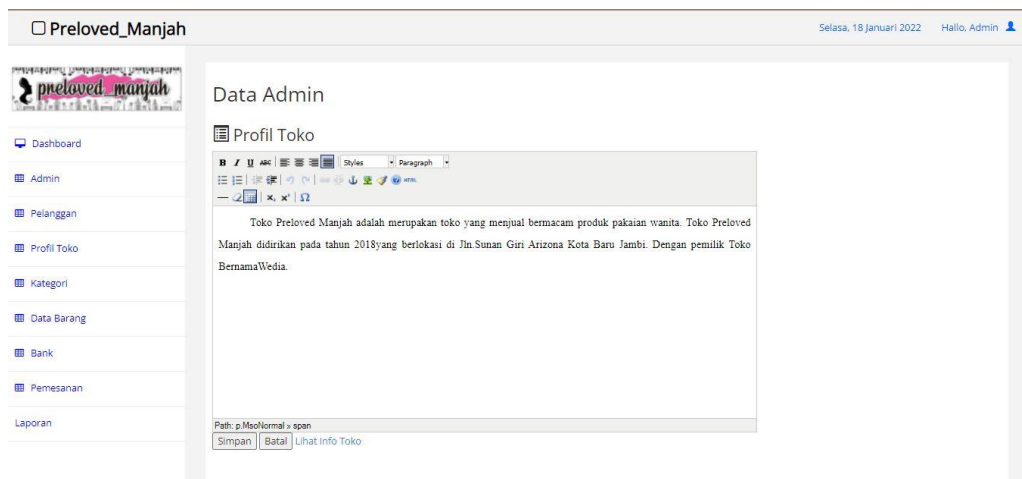 Preloved_Manjah
Selasa, 18 Januari 2022 Hallo, Admin
preloved_manjah
Data Admin
Dashboard
Profil Toko
B I U ABC Styles Paragraph
Admin
HTML
Pelanggan
Toko Preloved Manjah adalah merupakan toko yang menjual bermacam produk pakaian wanita. Toko Preloved
Manjah didirikan pada tahun 2018yang berlokasi di Jln.Sunan Giri Arizona Kota Baru Jambi. Dengan pemilik Toko
BernamaWedia.
Profil Toko
Kategori
Data Barang
Bank
Pemesanan
Laporan
Path: p.MsoNormal » span
Simpan Batal Lihat Info Toko